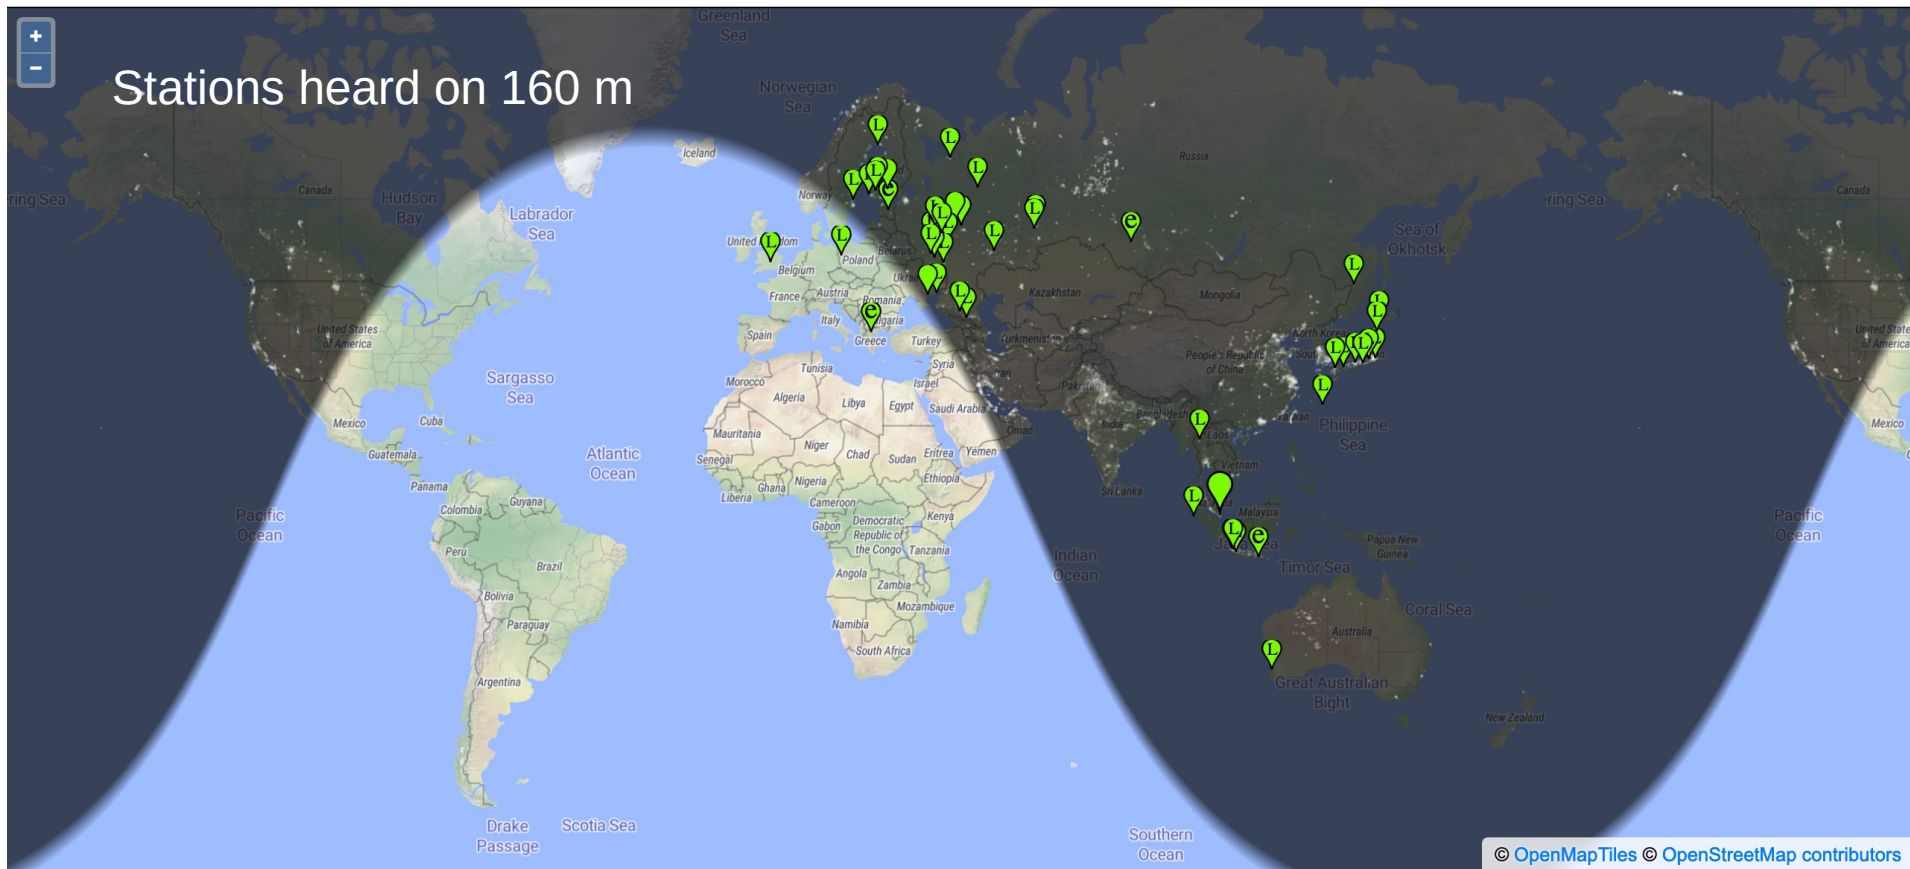 Greenland
Sea
+
−
Stations heard on 160 m
Norwegian
Sea
Iceland
Russia
Canada
Canada
ring Sea
Hudson
Bay
Labrador
Sea
Norway
ring Sea
Sea of
Okhotsk
United
dom
Belarus
Poland
Belgium
Ukra
Kazakhstan
Mongolia
France
Austria
Romania
Italy
garia
United States
of America
Spain
Greece
Turkey
Turkmenistan
North Korea
United State
of America
Tunisia
Syria
People's Republic
of China
Sargasso
Sea
Morocco
Israel
Pakistan
Algeria
Libya
Egypt
Saudi Arabia
Bangladesh
Taiwan
Mexico
Cuba
Mauritania
Oman
India
Laos
Philippine
Sea
Mexico
Guatemala
Atlantic
Ocean
Niger
Chad
Sudan
Eritrea
Yemen
Senegal
Vietnam
Panama
Nigeria
Ethiopia
Ghana
Liberia
Sri Lanka
Colombia
Guyana
Cameroon
Malaysia
Pacific
Ocean
Gabon
Democratic
Republic of
the Congo
Kenya
Pacific
Ocean
Peru
Brazil
Tanzania
Indian
Ocean
Papua New
Guinea
Angola
Zambia
Timor Sea
Bolivia
Mozambique
Coral Sea
Paraguay
Namibia
Australia
South Africa
Argentina
Great Australian
Bight
New Zealand
Drake
Passage
Scotia Sea
Southern
Ocean
© OpenMapTiles © OpenStreetMap contributors